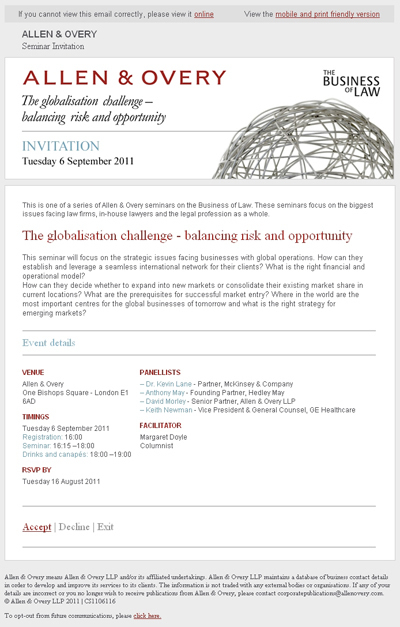 If you cannot view this email correctly, please view it online
View the mobile and print friendly version
ALLEN & OVERY
Seminar Invitation
ALLEN & OVERY
THE
BUSINESS
OF LAW
The globalisation challenge –
balancing risk and opportunity
INVITATION
Tuesday 6 September 2011
This is one of a series of Allen & Overy seminars on the Business of Law. These seminars focus on the biggest
issues facing law firms, in-house lawyers and the legal profession as a whole.
The globalisation challenge - balancing risk and opportunity
This seminar will focus on the strategic issues facing businesses with global operations. How can they
establish and leverage a seamless international network for their clients? What is the right financial and
operational model?
How can they decide whether to expand into new markets or consolidate their existing market share in
current locations? What are the prerequisites for successful market entry? Where in the world are the
most important centres for the global businesses of tomorrow and what is the right strategy for
emerging markets?
Event details
VENUE
Allen & Overy
One Bishops Square - London E1
6AD
TIMINGS
Tuesday 6 September 2011
Registration: 16:00
Seminar: 16:15 –18:00
Drinks and canapés: 18:00 –19:00
RSVP BY
Tuesday 16 August 2011
PANELLISTS
– Dr. Kevin Lane - Partner, McKinsey & Company
– Anthony May - Founding Partner, Hedley May
– David Morley - Senior Partner, Allen & Overy LLP
– Keith Newman - Vice President & General Counsel, GE Healthcare
FACILITATOR
Margaret Doyle
Columnist
Accept | Decline | Exit
Allen & Overy means Allen & Overy LLP and/or its affiliated undertakings. Allen & Overy LLP maintains a database of business contact details
in order to develop and improve its services to its clients. The information is not traded with any external bodies or organisations. If any of your
details are incorrect or you no longer wish to receive publications from Allen & Overy, please contact corporatepublications@allenovery.com.
© Allen & Overy LLP 2011 | CS1106116
To opt-out from future communications, please click here.